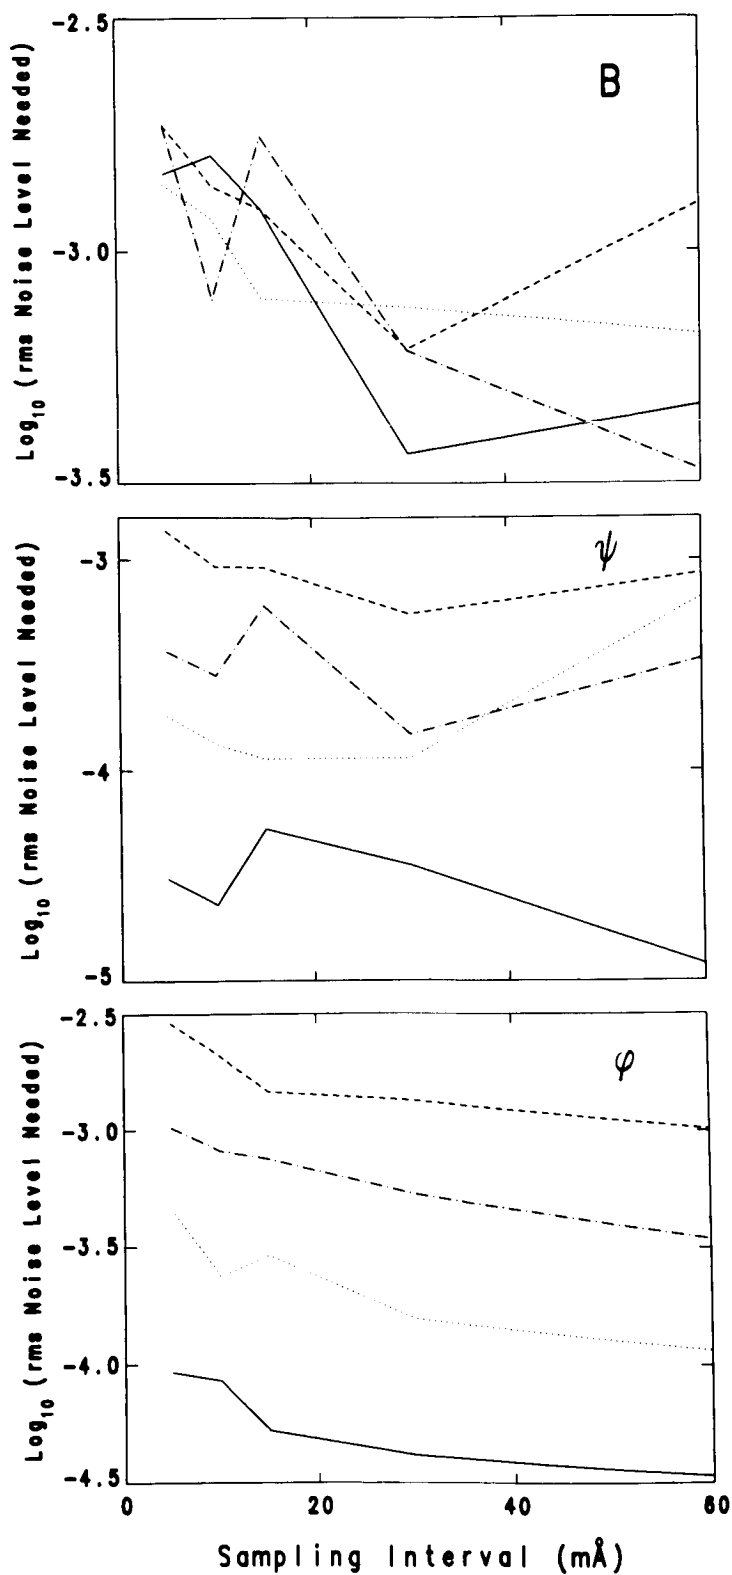 -2.5
B
-3.0
-3.5
Log10 (rms Noise Level Needed)
ψ
-3
-4
-5
Log10 (rms Noise Level Needed)
-2.5
φ
-3.0
-3.5
-4.0
-4.5
Log10 (rms Noise Level Needed)
0 20 40 60
Sampling Interval (mÅ)